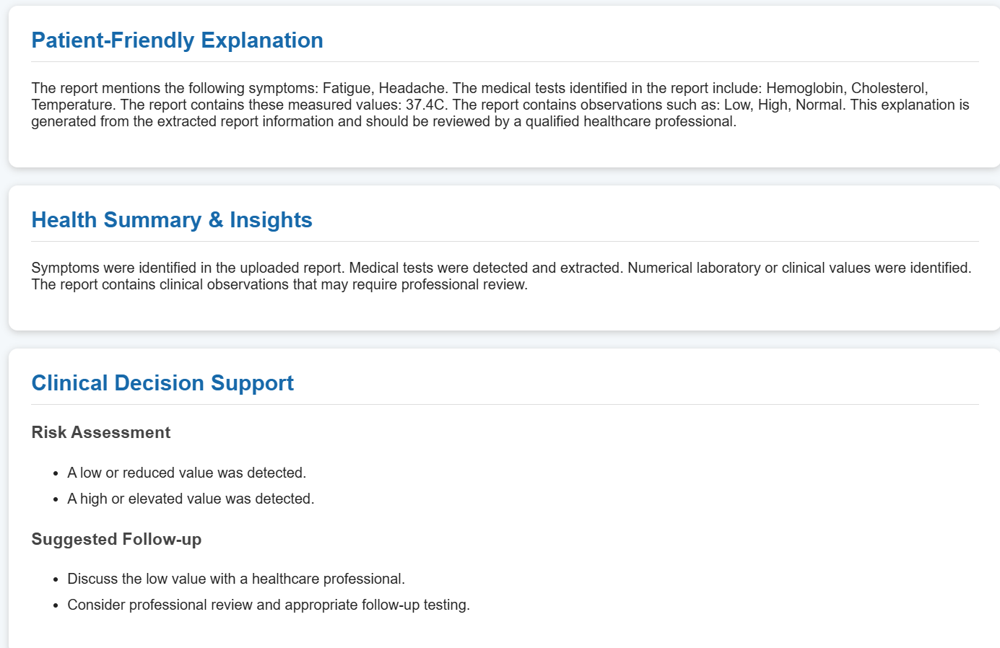 Patient-Friendly Explanation
The report mentions the following symptoms: Fatigue, Headache. The medical tests identified in the report include: Hemoglobin, Cholesterol,
Temperature. The report contains these measured values: 37.4C. The report contains observations such as: Low, High, Normal. This explanation is
generated from the extracted report information and should be reviewed by a qualified healthcare professional.
Health Summary & Insights
Symptoms were identified in the uploaded report. Medical tests were detected and extracted. Numerical laboratory or clinical values were identified.
The report contains clinical observations that may require professional review.
Clinical Decision Support
Risk Assessment
• A low or reduced value was detected.
• A high or elevated value was detected.
Suggested Follow-up
• Discuss the low value with a healthcare professional.
• Consider professional review and appropriate follow-up testing.